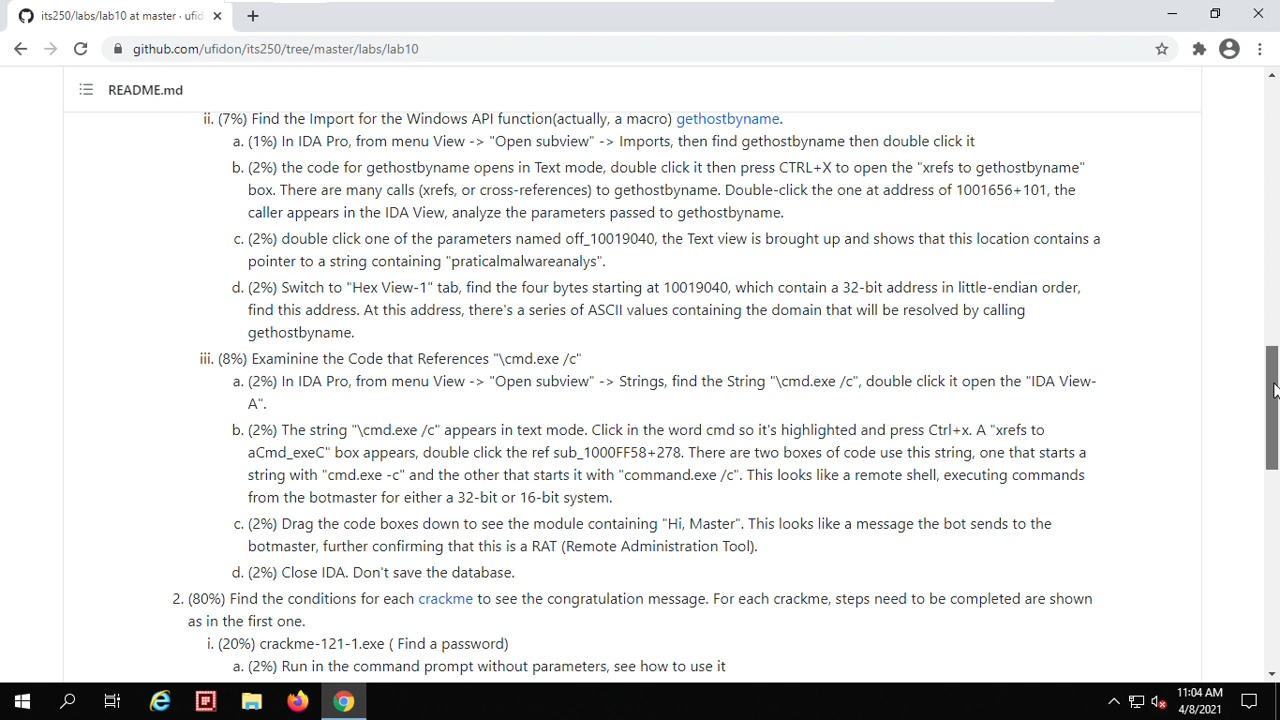 its250/labs/lab10 at master · ufid
github.com/ufidon/its250/tree/master/labs/lab10
README.md
ii. (7%) Find the Import for the Windows API function(actually, a macro) gethostbyname.
a. (1%) In IDA Pro, from menu View -> "Open subview" -> Imports, then find gethostbyname then double click it
b. (2%) the code for gethostbyname opens in Text mode, double click it then press CTRL+X to open the "xrefs to gethostbyname"
box. There are many calls (xrefs, or cross-references) to gethostbyname. Double-click the one at address of 1001656+101, the
caller appears in the IDA View, analyze the parameters passed to gethostbyname.
c. (2%) double click one of the parameters named off_10019040, the Text view is brought up and shows that this location contains a
pointer to a string containing "praticalmalwareanalys".
d. (2%) Switch to "Hex View-1" tab, find the four bytes starting at 10019040, which contain a 32-bit address in little-endian order,
find this address. At this address, there's a series of ASCII values containing the domain that will be resolved by calling
gethostbyname.
iii. (8%) Examinine the Code that References "\cmd.exe /c"
a. (2%) In IDA Pro, from menu View -> "Open subview" -> Strings, find the String "\cmd.exe /c", double click it open the "IDA View-
A".
b. (2%) The string "\cmd.exe /c" appears in text mode. Click in the word cmd so it's highlighted and press Ctrl+x. A "xrefs to
aCmd_exeC" box appears, double click the ref sub_1000FF58+278. There are two boxes of code use this string, one that starts a
string with "cmd.exe -c" and the other that starts it with "command.exe /c". This looks like a remote shell, executing commands
from the botmaster for either a 32-bit or 16-bit system.
c. (2%) Drag the code boxes down to see the module containing "Hi, Master". This looks like a message the bot sends to the
botmaster, further confirming that this is a RAT (Remote Administration Tool).
d. (2%) Close IDA. Don't save the database.
2. (80%) Find the conditions for each crackme to see the congratulation message. For each crackme, steps need to be completed are shown
as in the first one.
i. (20%) crackme-121-1.exe ( Find a password)
a. (2%) Run in the command prompt without parameters, see how to use it
11:04 AM
4/8/2021